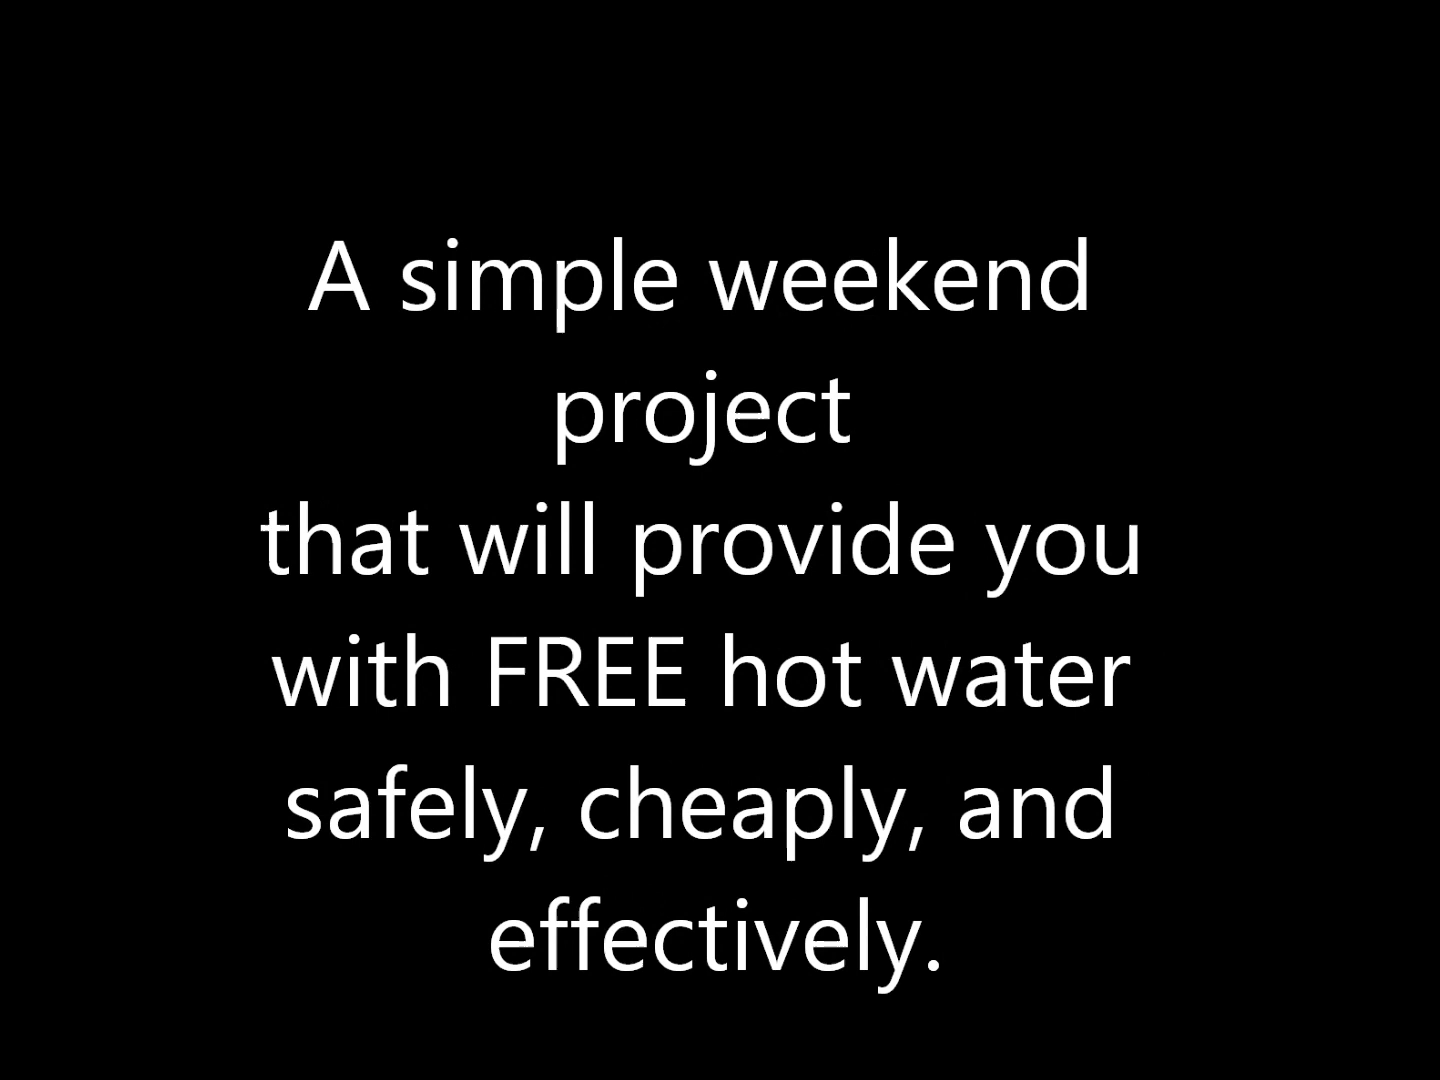 A simple weekend
project
that will provide you
with FREE hot water
safely, cheaply, and
effectively.